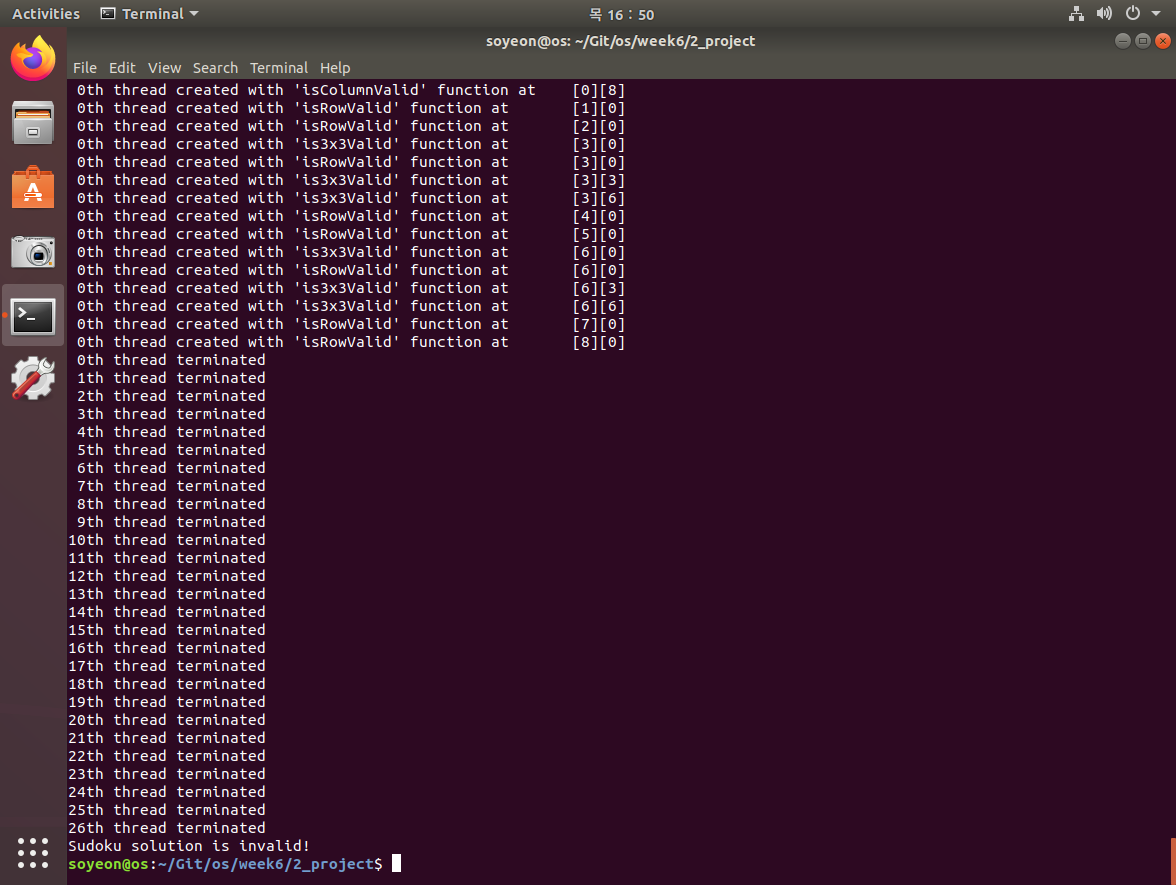 Activities Terminal 목 16 : 50
soyeon@os: ~/Git/os/week6/2_project
File Edit View Search Terminal Help
0th thread created with 'isColumnValid' function at [0][8]
0th thread created with 'isRowValid' function at [1][0]
0th thread created with 'isRowValid' function at [2][0]
0th thread created with 'is3x3Valid' function at [3][0]
0th thread created with 'isRowValid' function at [3][0]
0th thread created with 'is3x3Valid' function at [3][3]
0th thread created with 'is3x3Valid' function at [3][6]
0th thread created with 'isRowValid' function at [4][0]
0th thread created with 'isRowValid' function at [5][0]
0th thread created with 'is3x3Valid' function at [6][0]
0th thread created with 'isRowValid' function at [6][0]
0th thread created with 'is3x3Valid' function at [6][3]
0th thread created with 'is3x3Valid' function at [6][6]
0th thread created with 'isRowValid' function at [7][0]
0th thread created with 'isRowValid' function at [8][0]
0th thread terminated
1th thread terminated
2th thread terminated
3th thread terminated
4th thread terminated
5th thread terminated
6th thread terminated
7th thread terminated
8th thread terminated
9th thread terminated
10th thread terminated
11th thread terminated
12th thread terminated
13th thread terminated
14th thread terminated
15th thread terminated
16th thread terminated
17th thread terminated
18th thread terminated
19th thread terminated
20th thread terminated
21th thread terminated
22th thread terminated
23th thread terminated
24th thread terminated
25th thread terminated
26th thread terminated
Sudoku solution is invalid!
soyeon@os:~/Git/os/week6/2_project$